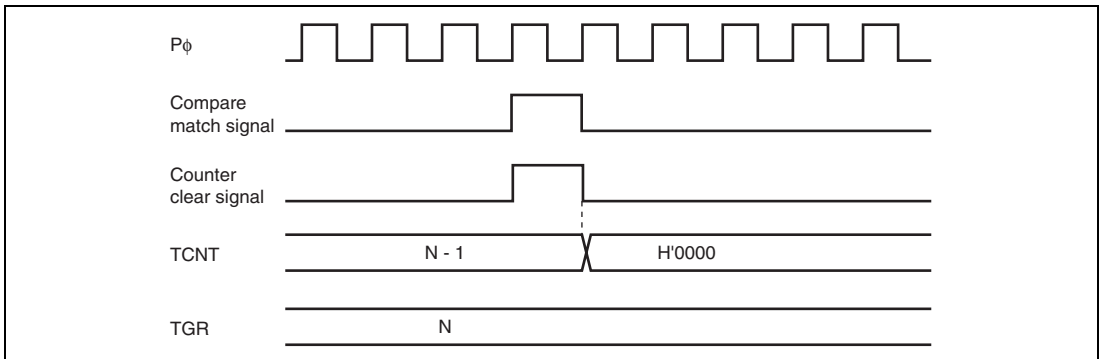 Pϕ
Compare
match signal
Counter
clear signal
TCNT
N - 1
H'0000
TGR
N